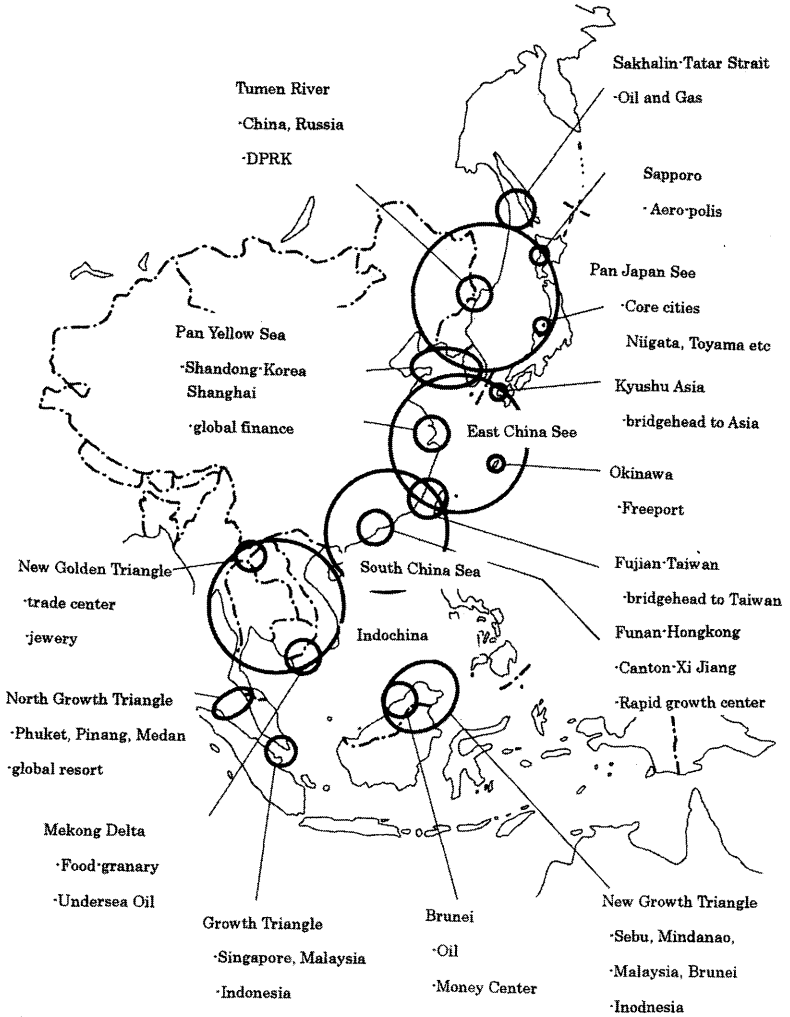 Sakhalin·Tatar Strait
·Oil and Gas
Tumen River
·China, Russia
·DPRK
Sapporo
·Aero·polis
Pan Japan See
·Core cities
Niigata, Toyama etc
Pan Yellow Sea
·Shandong·Korea
Shanghai
·global finance
Kyushu Asia
·bridgehead to Asia
East China See
Okinawa
·Freeport
New Golden Triangle
·trade center
·jewery
South China Sea
Indochina
Fujian·Taiwan
·bridgehead to Taiwan
Funan·Hongkong
·Canton·Xi Jiang
·Rapid growth center
North Growth Triangle
·Phuket, Pinang, Medan
·global resort
Mekong Delta
·Food·granary
·Undersea Oil
Growth Triangle
·Singapore, Malaysia
·Indonesia
Brunei
·Oil
·Money Center
New Growth Triangle
·Sebu, Mindanao,
·Malaysia, Brunei
·Inodnesia